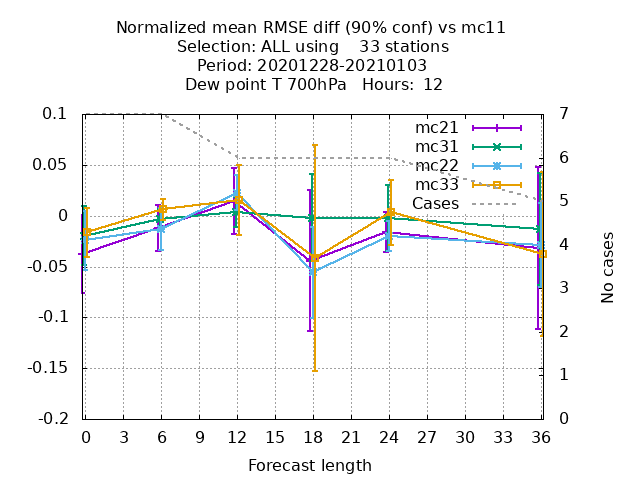 Normalized mean RMSE diff (90% conf) vs mc11
Selection: ALL using    33 stations
Period: 20201228-20210103
Dew point T 700hPa   Hours:  12
0.1
0.05
0
-0.05
-0.1
-0.15
-0.2
7
6
5
4
3
2
1
0
mc21
mc31
mc22
mc33
Cases
No cases
0 3 6 9 12 15 18 21 24 27 30 33 36
Forecast length